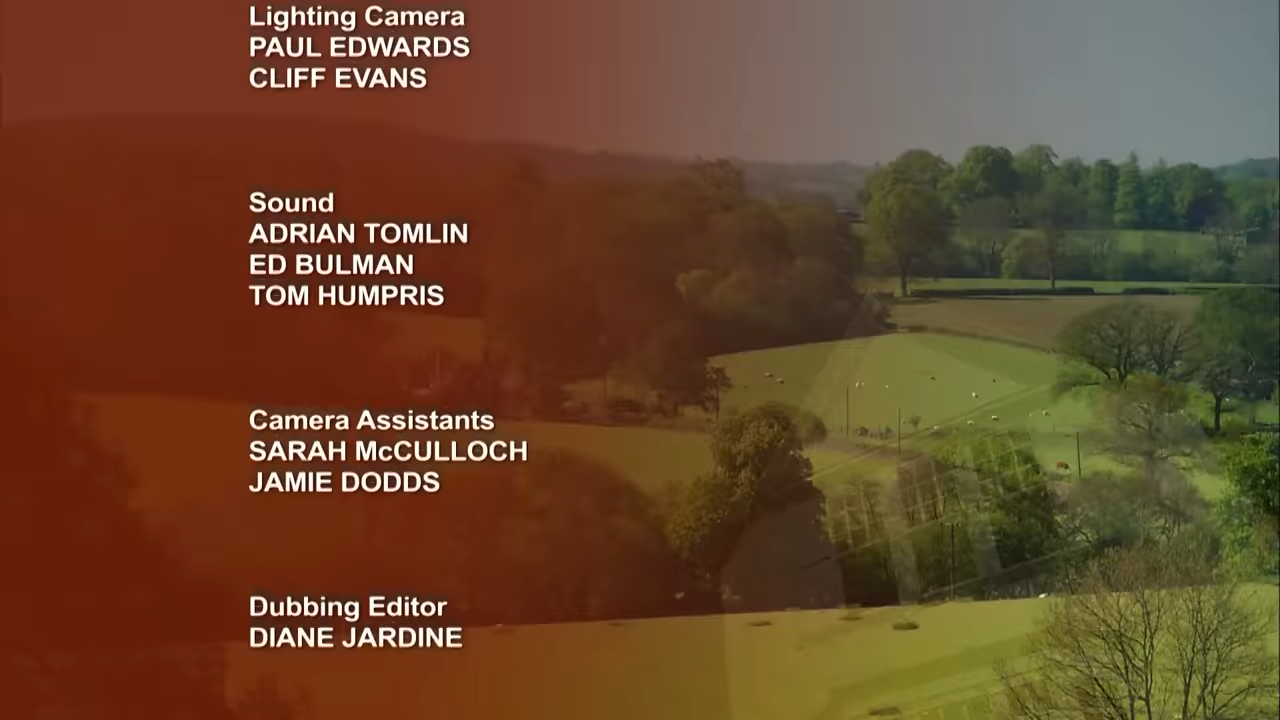 Lighting Camera
PAUL EDWARDS
CLIFF EVANS
Sound
ADRIAN TOMLIN
ED BULMAN
TOM HUMPRIS
Camera Assistants
SARAH McCULLOCH
JAMIE DODDS
Dubbing Editor
DIANE JARDINE